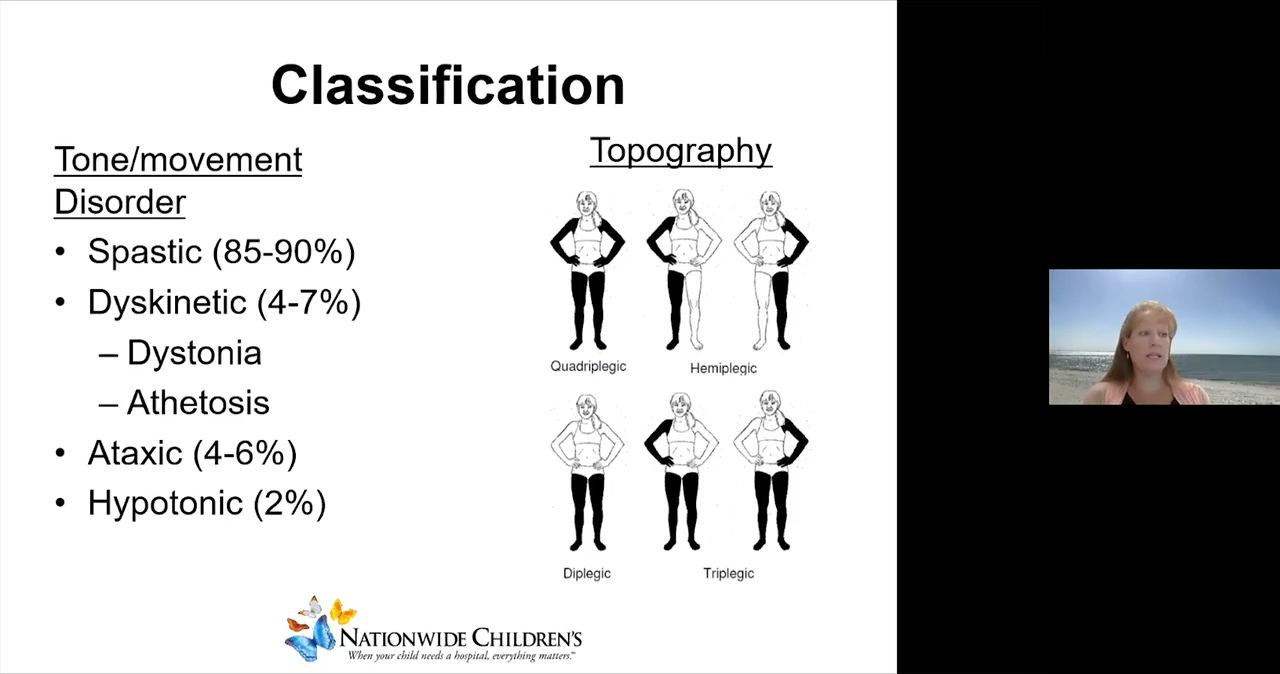 Classification
Tone/movement
Disorder
• Spastic (85-90%)
• Dyskinetic (4-7%)
– Dystonia
– Athetosis
• Ataxic (4-6%)
• Hypotonic (2%)
Topography
Quadriplegic
Hemiplegic
Diplegic
Triplegic
NATIONWIDE CHILDREN'S
When your child needs a hospital, everything matters.™